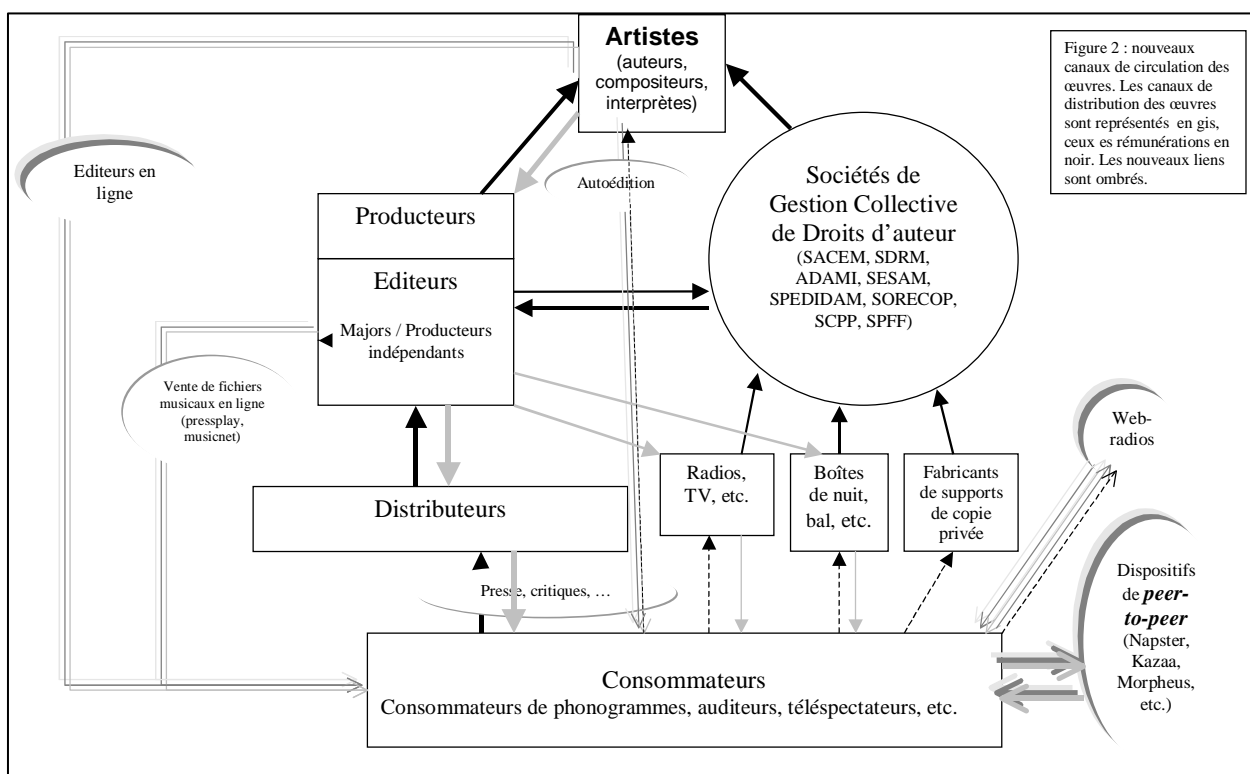 Artistes
(auteurs,
compositeurs,
interprètes)
Figure 2 : nouveaux
canaux de circulation des
œuvres. Les canaux de
distribution des œuvres
sont représentés en gis,
ceux es rémunérations en
noir. Les nouveaux liens
sont ombrés.
Editeurs en
ligne
Autoédition
Sociétés de
Gestion Collective
de Droits d’auteur
(SACEM, SDRM,
ADAMI, SESAM,
SPEDIDAM, SORECOP,
SCPP, SPFF)
Producteurs
Editeurs
Majors / Producteurs
indépendants
Vente de fichiers
musicaux en ligne
(pressplay,
musicnet)
Web-
radios
Radios,
TV, etc.
Boîtes
de nuit,
bal, etc.
Fabricants
de supports
de copie
privée
Distributeurs
Presse, critiques, …
Dispositifs
de peer-
to-peer
(Napster,
Kazaa,
Morpheus,
etc.)
Consommateurs
Consommateurs de phonogrammes, auditeurs, téléspectateurs, etc.